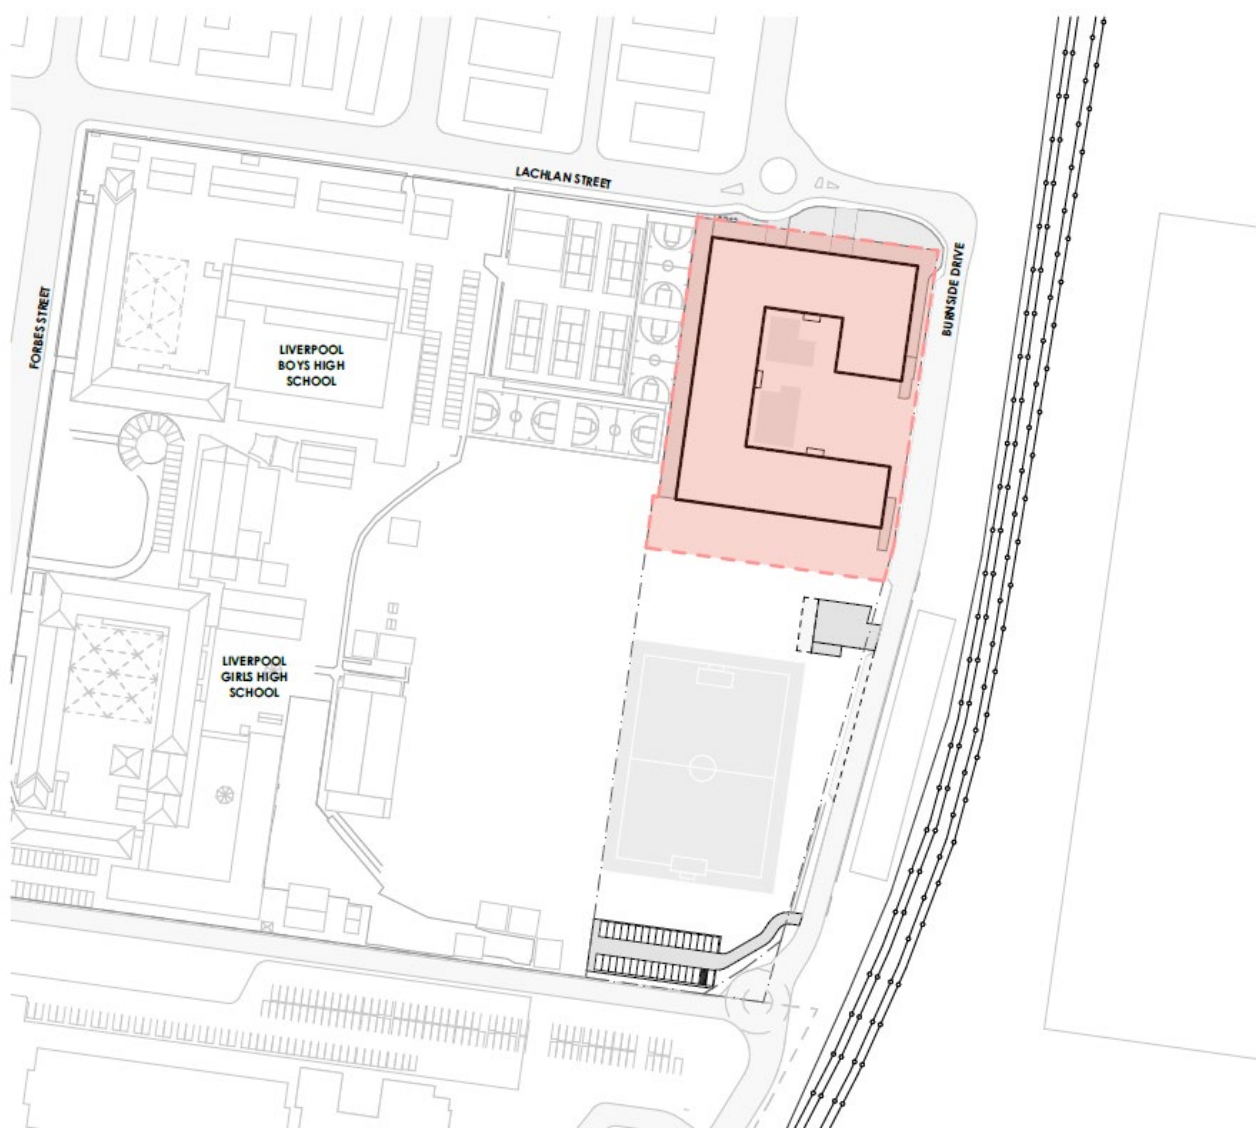 LACHLAN STREET
BURNSIDE DRIVE
FORBES STREET
LIVERPOOL
BOYS HIGH
SCHOOL
LIVERPOOL
GIRLS HIGH
SCHOOL